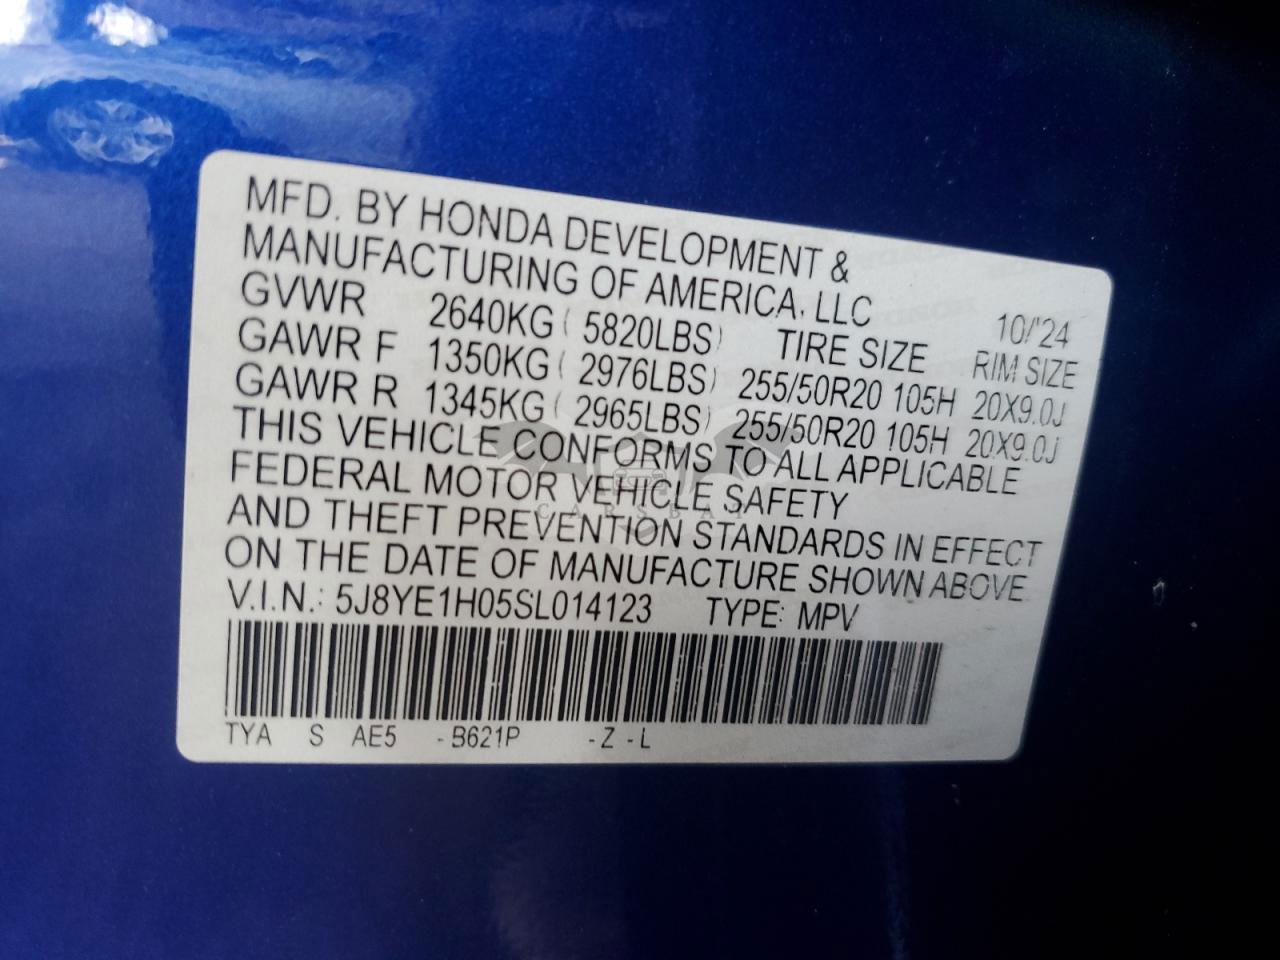 MFD. BY HONDA DEVELOPMENT &
MANUFACTURING OF AMERICA, LLC 10/'24
GVWR 2640KG ( 5820LBS) TIRE SIZE RIM SIZE
GAWR F 1350KG ( 2976LBS) 255/50R20 105H 20X9.0J
GAWR R 1345KG ( 2965LBS) 255/50R20 105H 20X9.0J
THIS VEHICLE CONFORMS TO ALL APPLICABLE
FEDERAL MOTOR VEHICLE SAFETY
CARSBAT
AND THEFT PREVENTION STANDARDS IN EFFECT
ON THE DATE OF MANUFACTURE SHOWN ABOVE
V.I.N.: 5J8YE1H05SL014123 TYPE: MPV
TYA S AE5 -B621P -Z -L